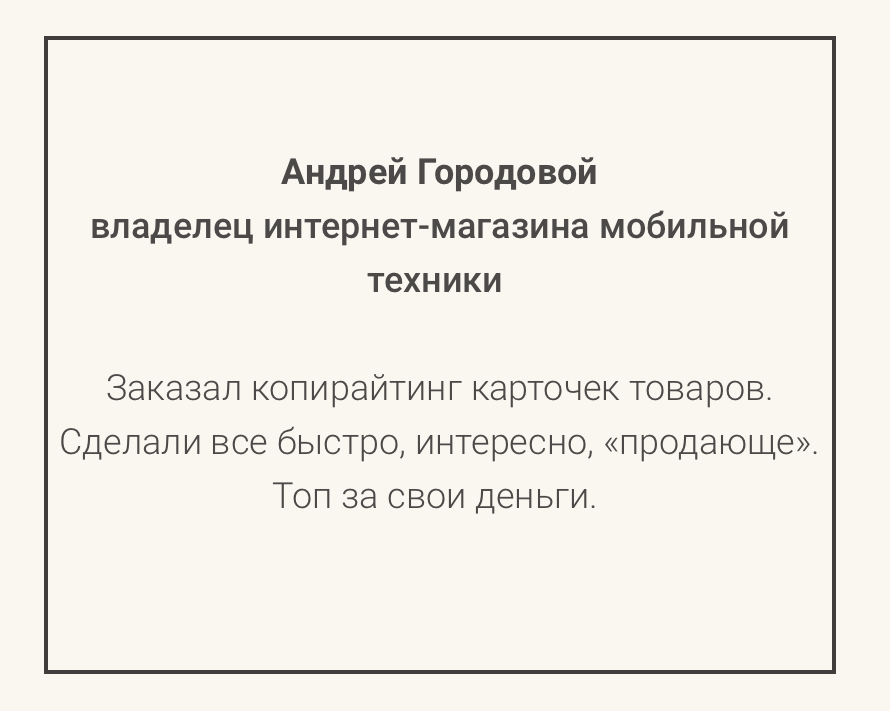 Андрей Городовой
владелец интернет-магазина мобильной
техники
Заказал копирайтинг карточек товаров.
Сделали все быстро, интересно, «продающе».
Топ за свои деньги.